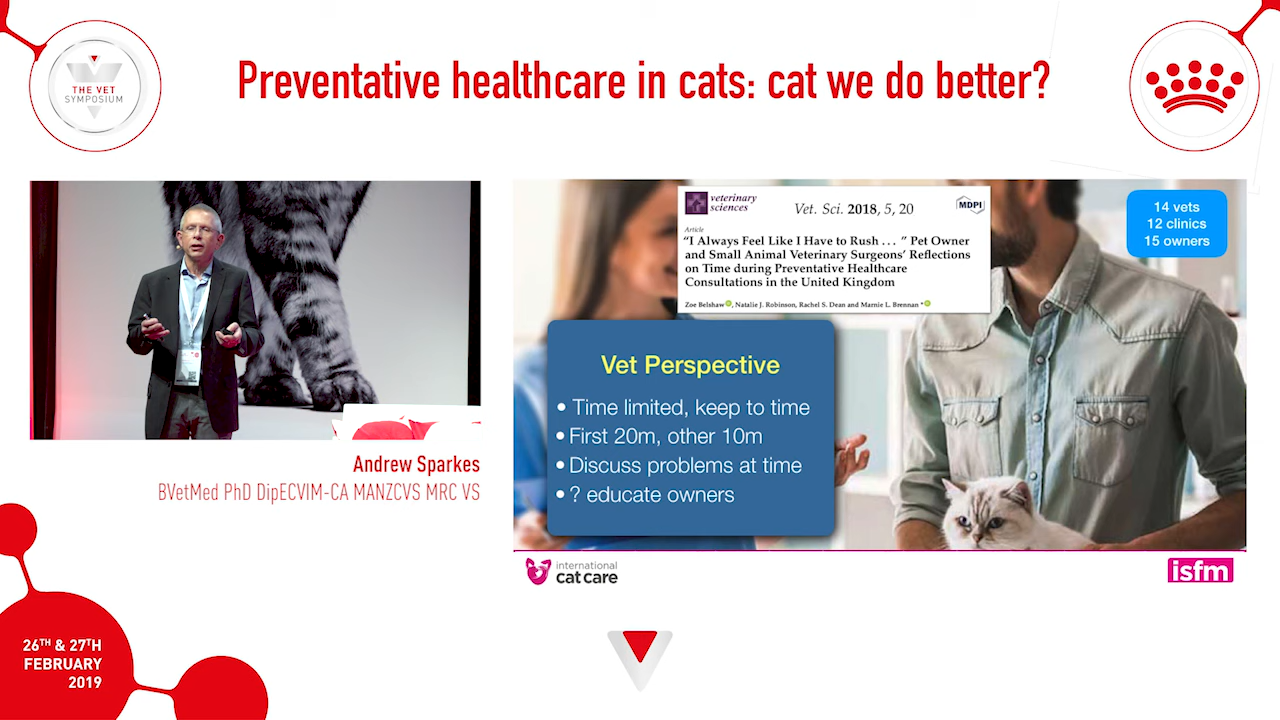 THE VET
SYMPOSIUM
Preventative healthcare in cats: cat we do better?
veterinary
sciences
Vet. Sci. 2018, 5, 20
MDPI
Article
“I Always Feel Like I Have to Rush . . . ” Pet Owner
and Small Animal Veterinary Surgeons’ Reflections
on Time during Preventative Healthcare
Consultations in the United Kingdom
Zoe Belshaw, Natalie J. Robinson, Rachel S. Dean and Marnie L. Brennan *
14 vets
12 clinics
15 owners
Vet Perspective
• Time limited, keep to time
• First 20m, other 10m
• Discuss problems at time
• ? educate owners
Andrew Sparkes
BVetMed PhD DipECVIM-CA MANZCVS MRC VS
international
cat care
isfm
26TH & 27TH
FEBRUARY
2019